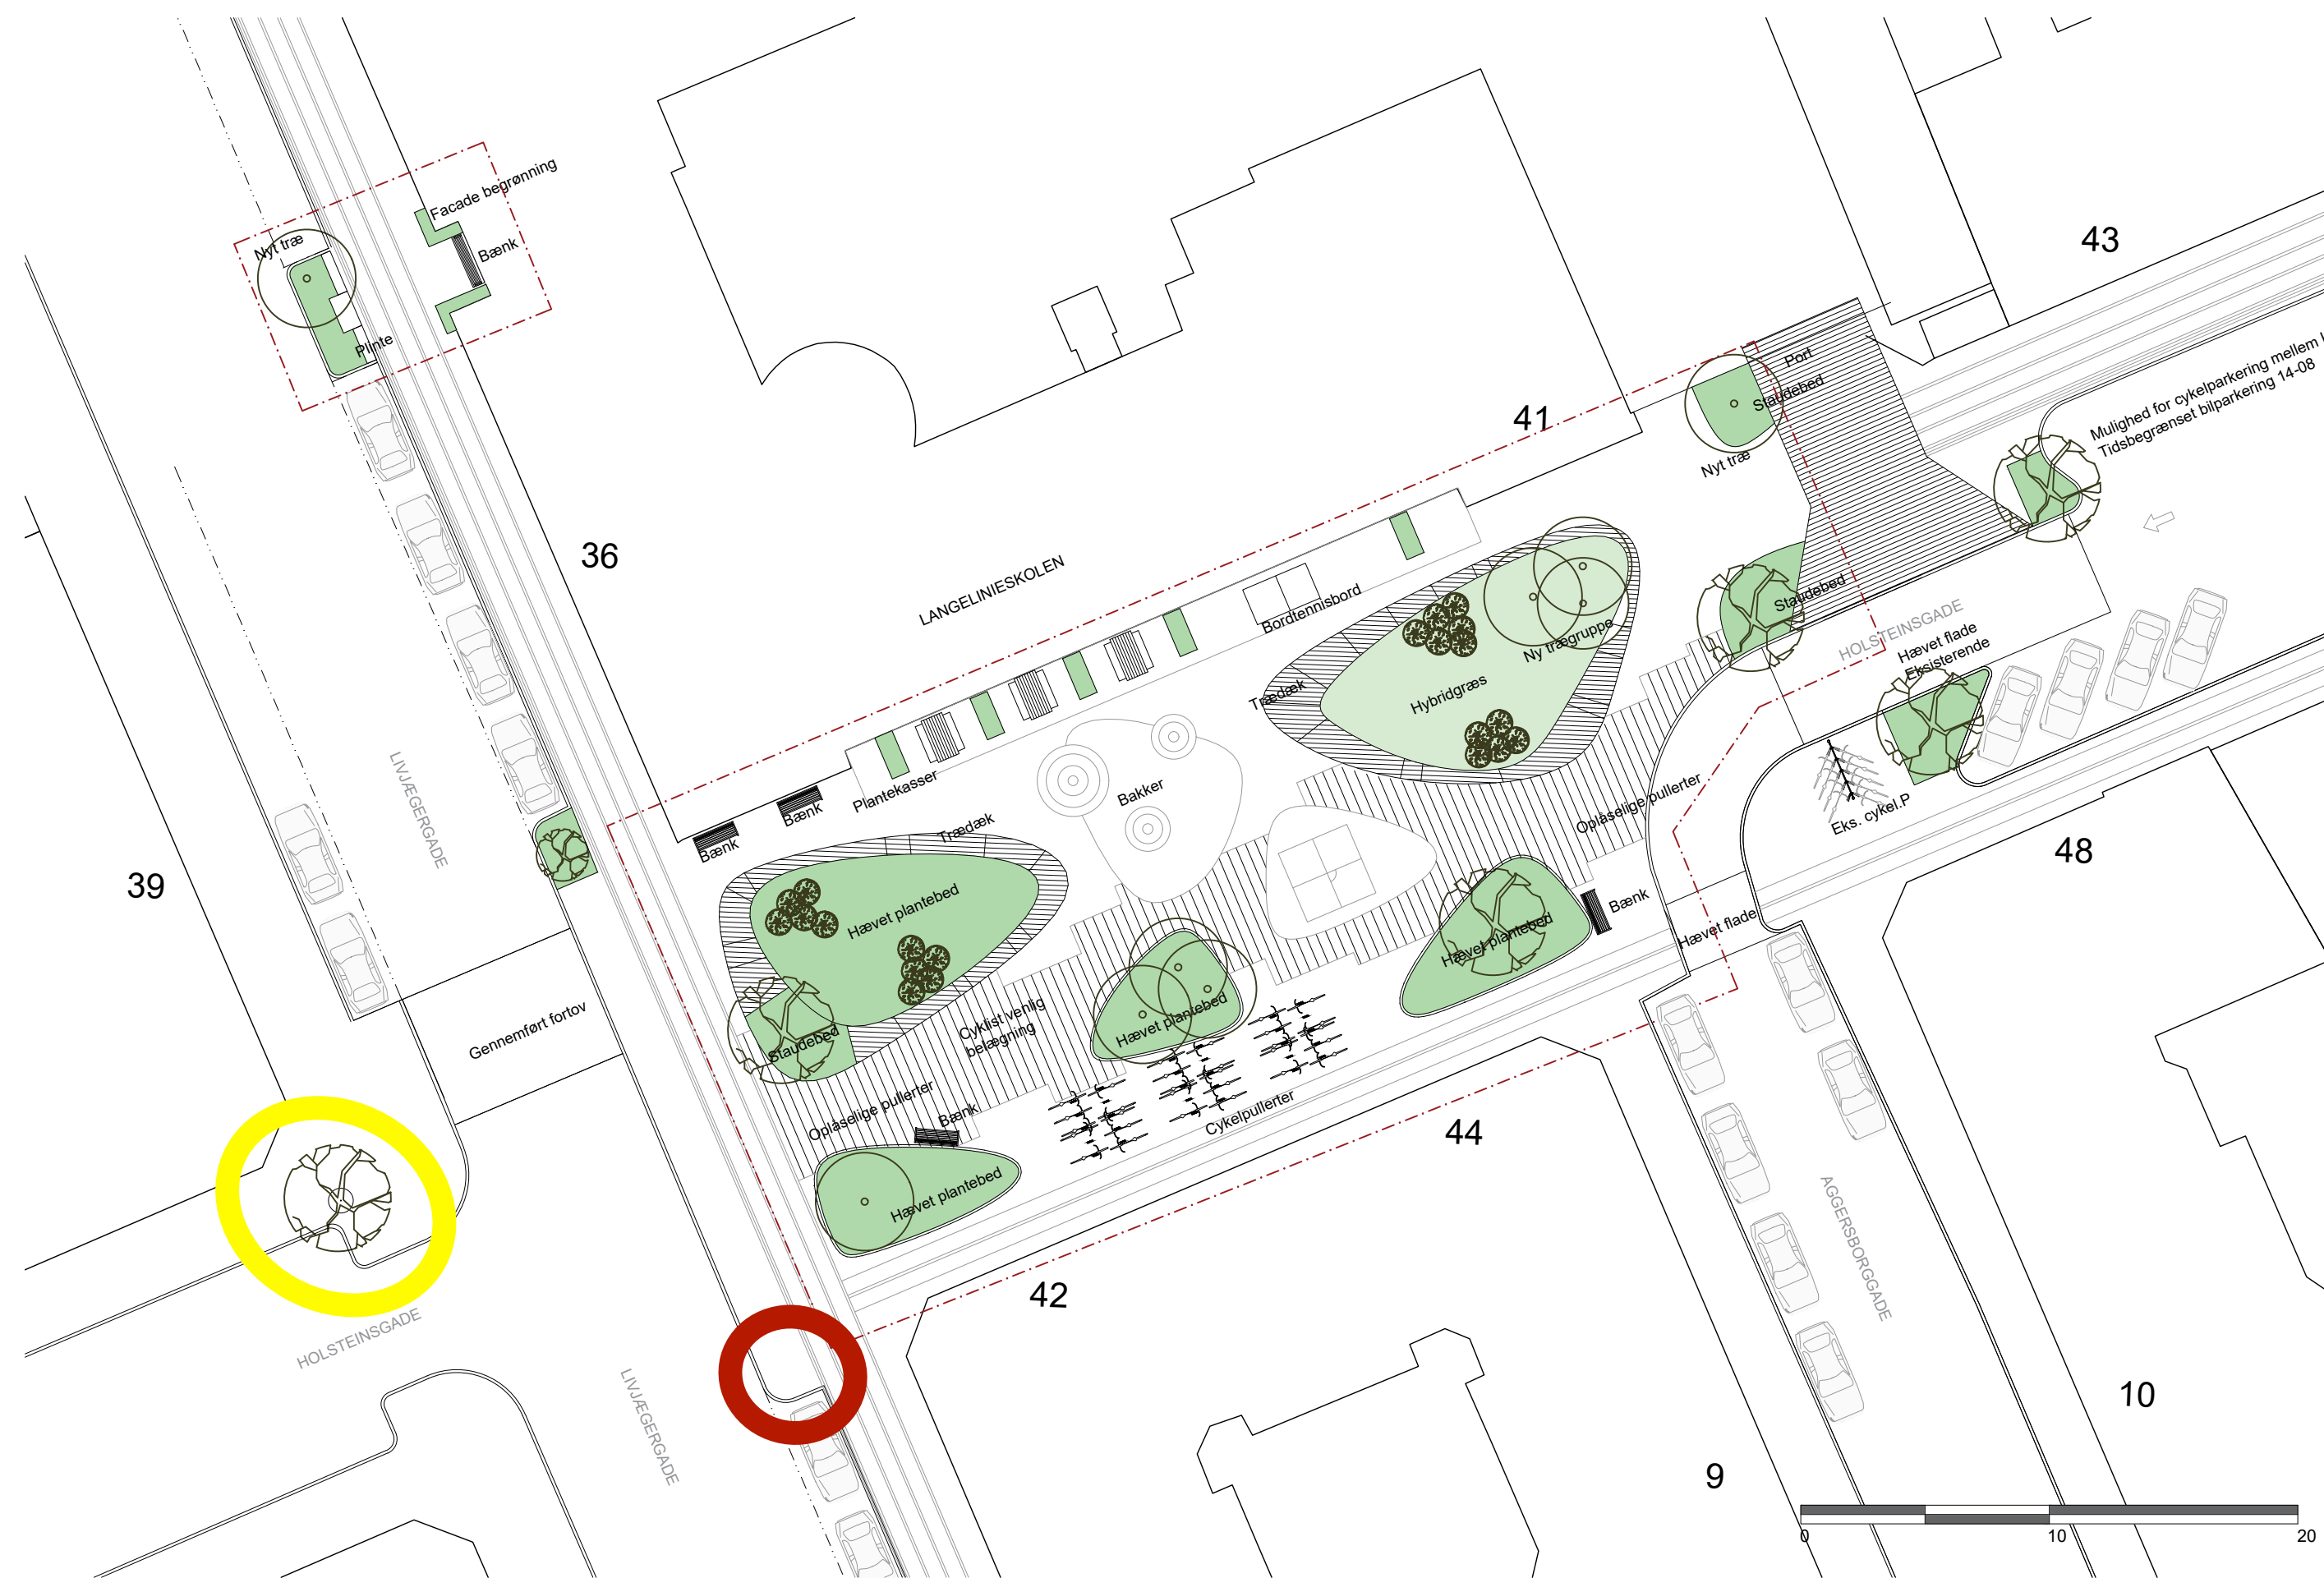 Facade begrønning
Nyt træ
Bænk
Plinte
43
Port
Staudebed
Mulighed for cykelparkering mellem
Tidsbegrænset bilparkering 14-08
41
Nyt træ
36
LANGELINIESKOLEN
Bordtennisbord
Ny trægruppe
Staudebed
HOLSTEINSGADE
Hævet flade
Eksisterende
Trædæk
Hybridgræs
LIVJÆGERGADE
Bakker
Plantekasser
Bænk
Bænk
Trædæk
Oplåselige pullerter
Eks. cykel.P
48
39
Hævet plantebed
Bænk
Hævet plantebed
Hævet flade
Gennemført fortov
Staudebed
Cyklist venlig
belægning
Hævet plantebed
Oplåselige pullerter
Bænk
Cykelpullerter
44
Hævet plantebed
AGGERSBORGGADE
42
HOLSTEINSGADE
LIVJÆGERGADE
10
9
0
10
20